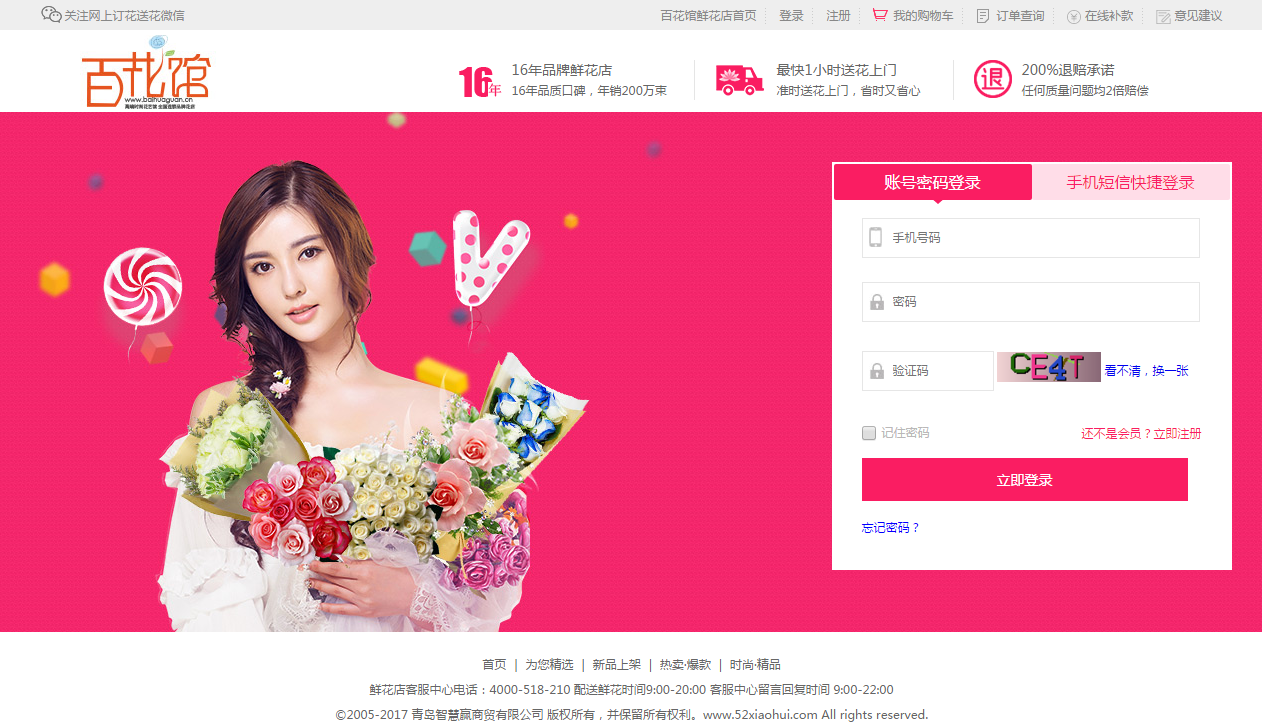 关注网上订花送花微信
百花馆鲜花店首页 登录 注册 我的购物车 订单查询 在线补款 意见建议
百花馆
www.baihuaguan.cn
16年
16年品牌鲜花店
16年品质口碑，年销200万束
最快1小时送花上门
准时送花上门，省时又省心
退
200%退赔承诺
任何质量问题均2倍赔偿
账号密码登录 手机短信快捷登录
手机号码
密码
验证码 CE4T 看不清，换一张
记住密码 还不是会员？立即注册
立即登录
忘记密码？
首页 | 为您精选 | 新品上架 | 热卖·爆款 | 时尚·精品
鲜花店客服中心电话：4000-518-210 配送鲜花时间9:00-20:00 客服中心留言回复时间 9:00-22:00
©2005-2017 青岛智慧赢商贸有限公司 版权所有，并保留所有权利。www.52xiaohui.com All rights reserved.